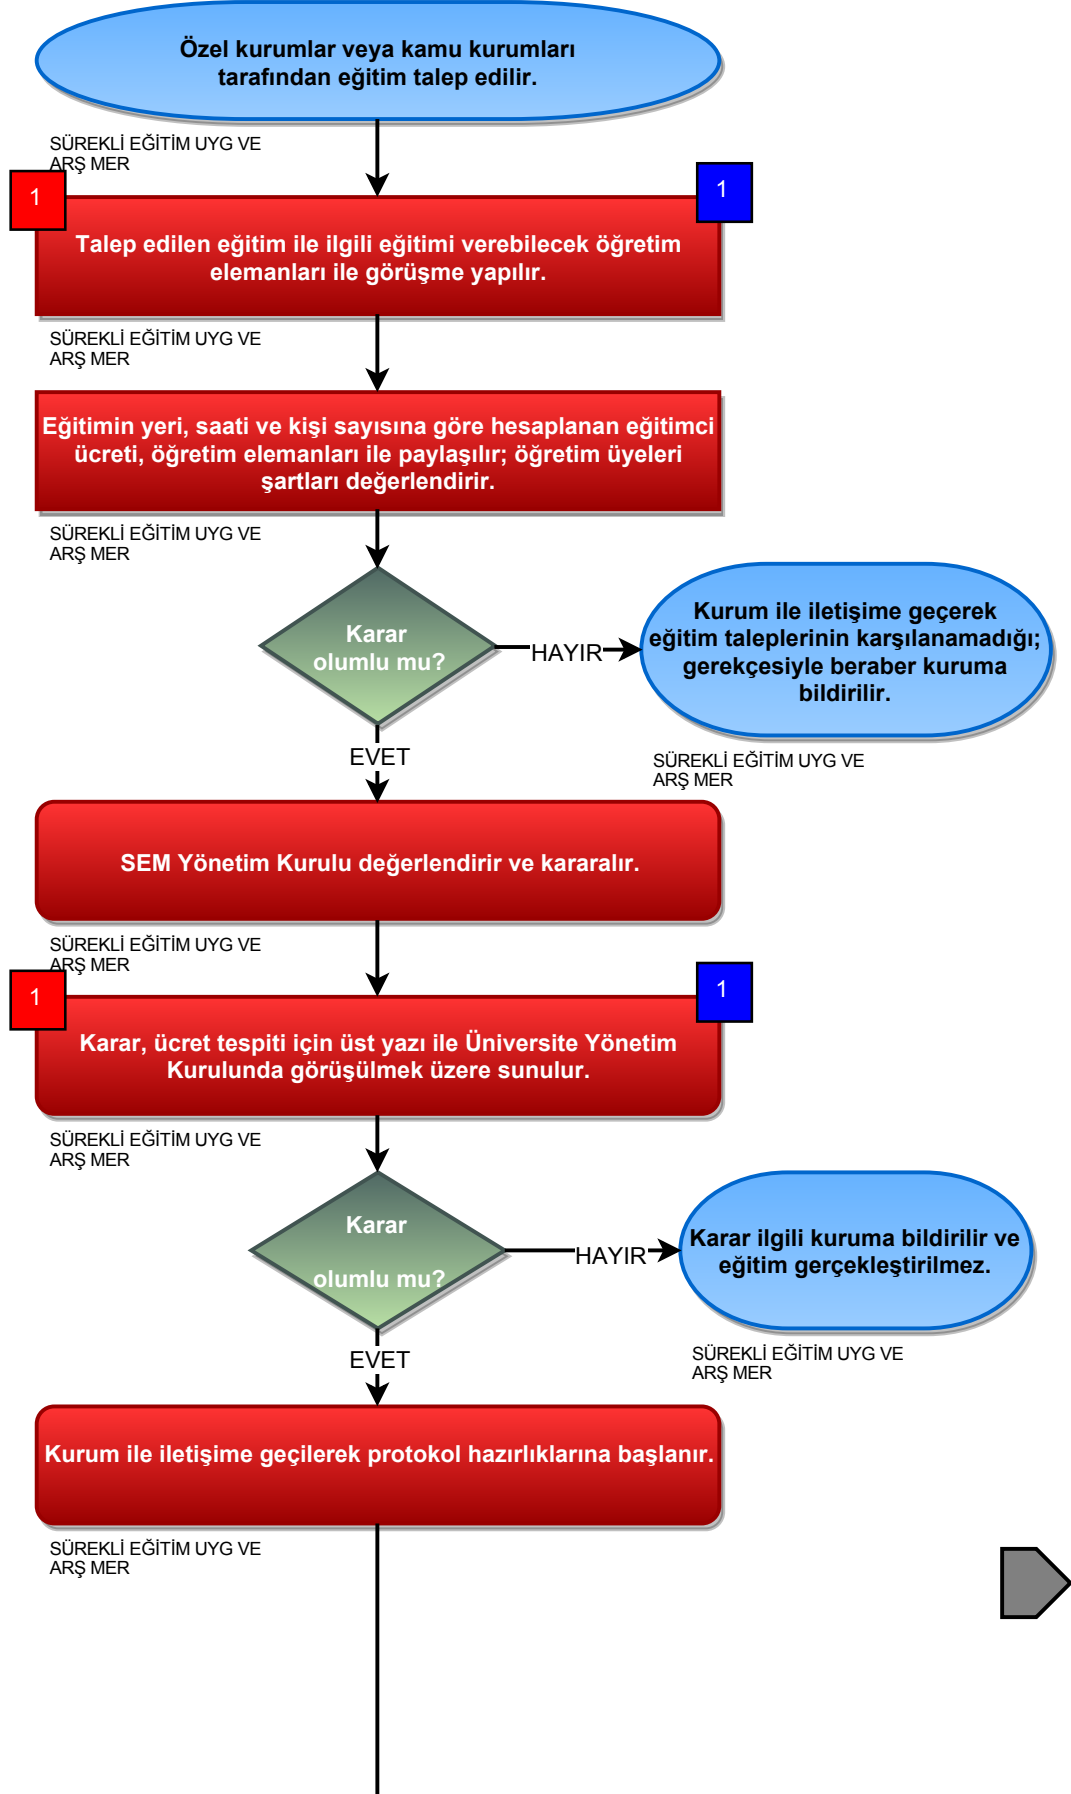 Özel kurumlar veya kamu kurumları
tarafından eğitim talep edilir.
SÜREKLİ EĞİTİM UYG VE
ARŞ MER
1
1
Talep edilen eğitim ile ilgili eğitimi verebilecek öğretim
elemanları ile görüşme yapılır.
SÜREKLİ EĞİTİM UYG VE
ARŞ MER
Eğitimin yeri, saati ve kişi sayısına göre hesaplanan eğitimci
ücreti, öğretim elemanları ile paylaşılır; öğretim üyeleri
şartları değerlendirir.
SÜREKLİ EĞİTİM UYG VE
ARŞ MER
Karar
olumlu mu?
HAYIR
Kurum ile iletişime geçerek
eğitim taleplerinin karşılanamadığı;
gerekçesiyle beraber kuruma
bildirilir.
EVET
SÜREKLİ EĞİTİM UYG VE
ARŞ MER
SEM Yönetim Kurulu değerlendirir ve kararalır.
SÜREKLİ EĞİTİM UYG VE
ARŞ MER
1
1
Karar, ücret tespiti için üst yazı ile Üniversite Yönetim
Kurulunda görüşülmek üzere sunulur.
SÜREKLİ EĞİTİM UYG VE
ARŞ MER
Karar
olumlu mu?
HAYIR
Karar ilgili kuruma bildirilir ve
eğitim gerçekleştirilmez.
EVET
SÜREKLİ EĞİTİM UYG VE
ARŞ MER
Kurum ile iletişime geçilerek protokol hazırlıklarına başlanır.
SÜREKLİ EĞİTİM UYG VE
ARŞ MER